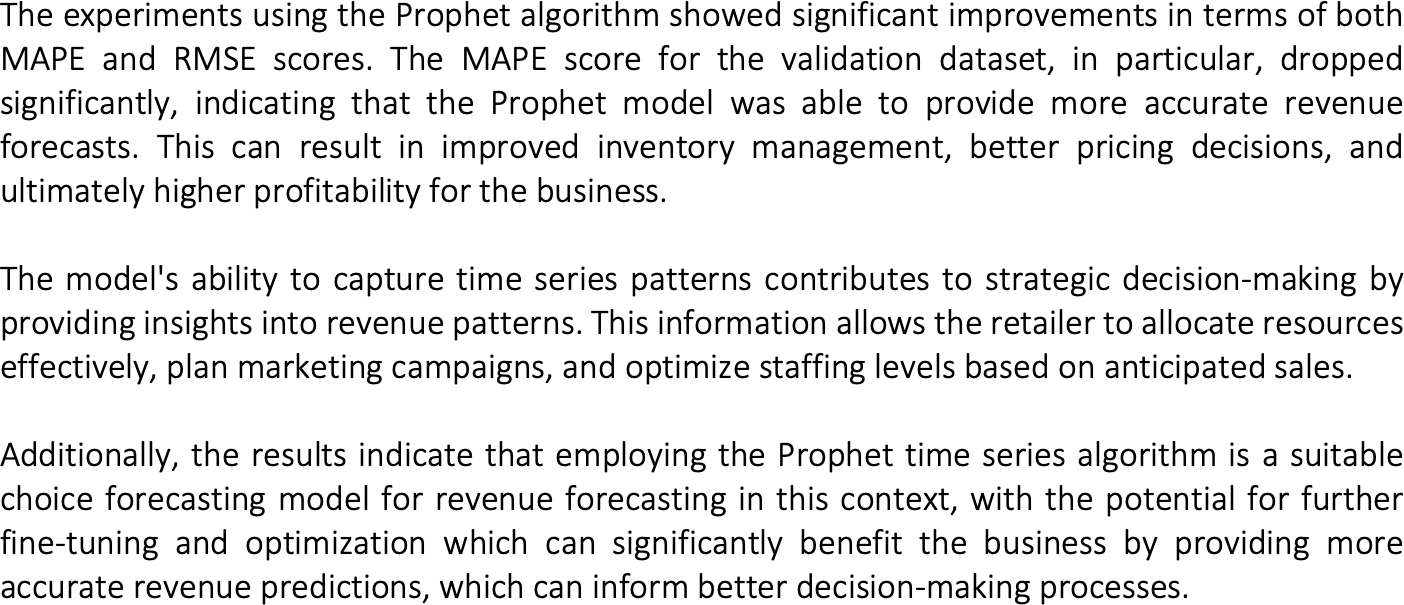 The experiments using the Prophet algorithm showed significant improvements in terms of both
MAPE and RMSE scores. The MAPE score for the validation dataset, in particular, dropped
significantly, indicating that the Prophet model was able to provide more accurate revenue
forecasts. This can result in improved inventory management, better pricing decisions, and
ultimately higher profitability for the business.

The model's ability to capture time series patterns contributes to strategic decision-making by
providing insights into revenue patterns. This information allows the retailer to allocate resources
effectively, plan marketing campaigns, and optimize staffing levels based on anticipated sales.

Additionally, the results indicate that employing the Prophet time series algorithm is a suitable
choice forecasting model for revenue forecasting in this context, with the potential for further
fine-tuning and optimization which can significantly benefit the business by providing more
accurate revenue predictions, which can inform better decision-making processes.